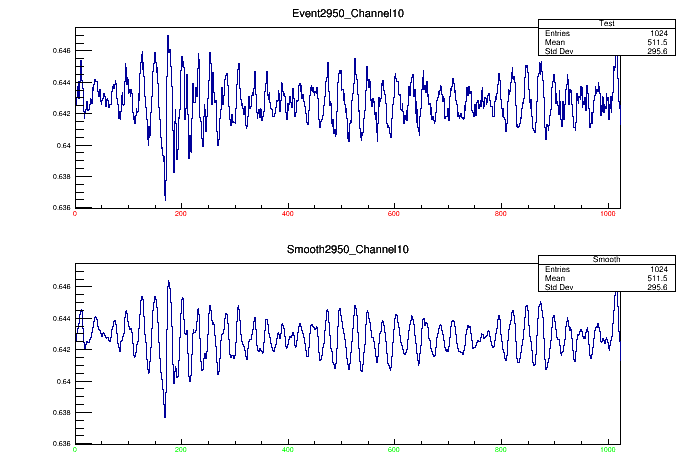 Event2950_Channel10
Test
Entries 1024
Mean 511.5
Std Dev 295.6
0.646
0.644
0.642
0.64
0.638
0.636
0 200 400 600 800 1000
Smooth2950_Channel10
Smooth
Entries 1024
Mean 511.5
Std Dev 295.6
0.646
0.644
0.642
0.64
0.638
0.636
0 200 400 600 800 1000